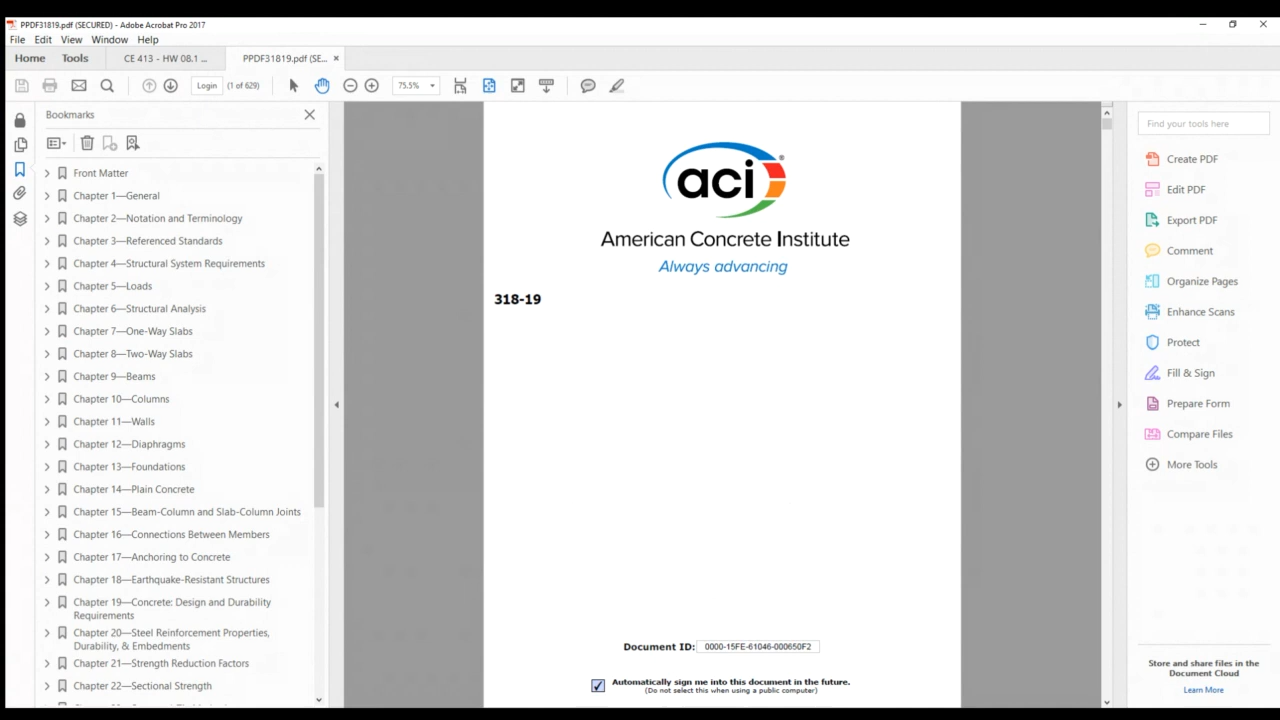 PPDF31819.pdf (SECURED) - Adobe Acrobat Pro 2017
File Edit View Window Help
Home Tools CE 413 - HW 08.1 ... PPDF31819.pdf (SE... ×
Login (1 of 629) 75.5%
Bookmarks
Front Matter
Chapter 1—General
Chapter 2—Notation and Terminology
Chapter 3—Referenced Standards
Chapter 4—Structural System Requirements
Chapter 5—Loads
Chapter 6—Structural Analysis
Chapter 7—One-Way Slabs
Chapter 8—Two-Way Slabs
Chapter 9—Beams
Chapter 10—Columns
Chapter 11—Walls
Chapter 12—Diaphragms
Chapter 13—Foundations
Chapter 14—Plain Concrete
Chapter 15—Beam-Column and Slab-Column Joints
Chapter 16—Connections Between Members
Chapter 17—Anchoring to Concrete
Chapter 18—Earthquake-Resistant Structures
Chapter 19—Concrete: Design and Durability
Requirements
Chapter 20—Steel Reinforcement Properties,
Durability, & Embedments
Chapter 21—Strength Reduction Factors
Chapter 22—Sectional Strength
aci®
American Concrete Institute
Always advancing
318-19
Document ID: 0000-15FE-61046-000650F2
Automatically sign me into this document in the future.
(Do not select this when using a public computer)
Find your tools here
Create PDF
Edit PDF
Export PDF
Comment
Organize Pages
Enhance Scans
Protect
Fill & Sign
Prepare Form
Compare Files
More Tools
Store and share files in the
Document Cloud
Learn More